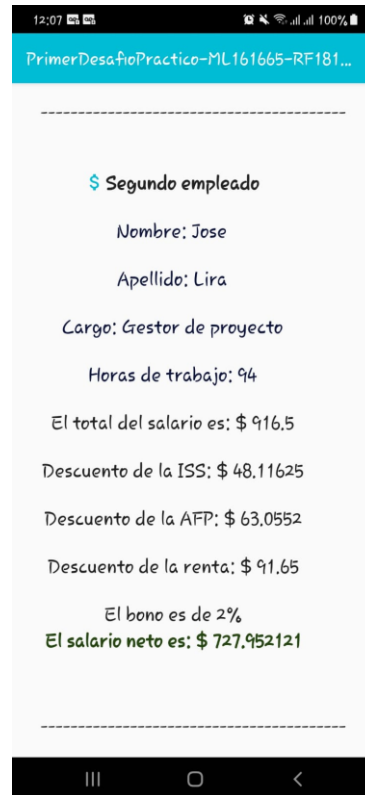 12:07 100%
PrimerDesafioPractico-ML161665-RF181...
----------------------------------------
$ Segundo empleado
Nombre: Jose
Apellido: Lira
Cargo: Gestor de proyecto
Horas de trabajo: 94
El total del salario es: $ 916.5
Descuento de la ISS: $ 48.11625
Descuento de la AFP: $ 63.0552
Descuento de la renta: $ 91.65
El bono es de 2%
El salario neto es: $ 727.952121
----------------------------------------